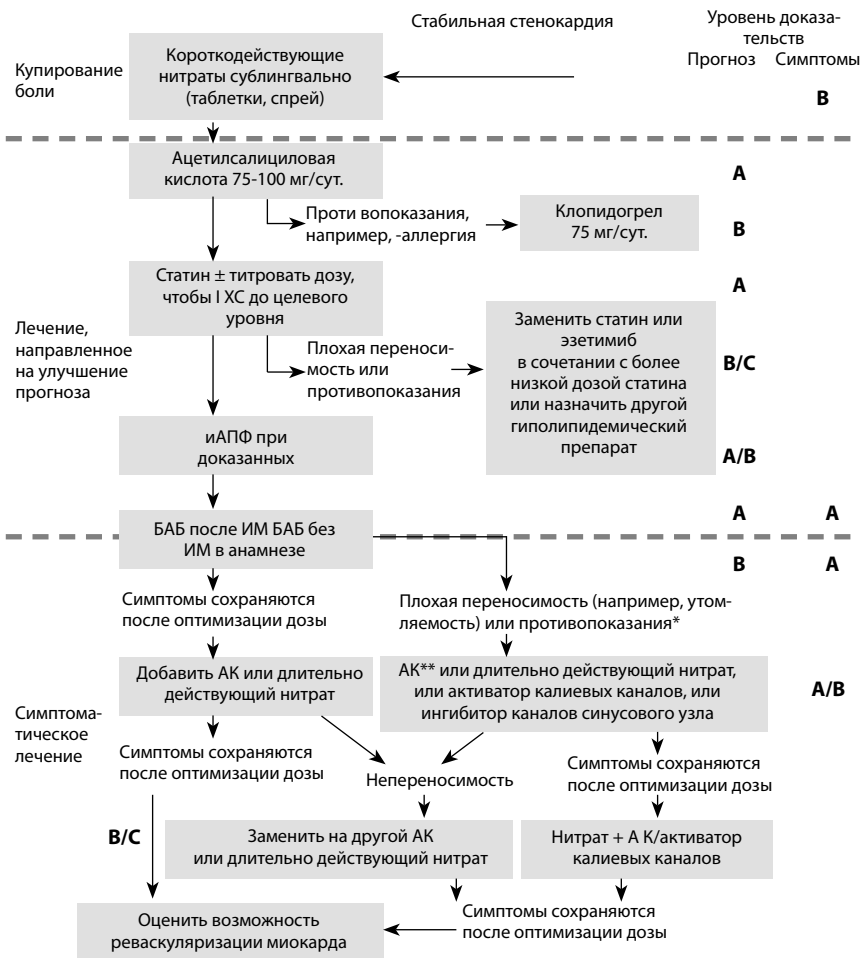 Стабильная стенокардия
Уровень доказа-
тельств
Прогноз Симптомы
Купирование
боли
Короткодействующие
нитраты сублингвально
(таблетки, спрей)
B
Ацетилсалициловая
кислота 75-100 мг/сут.
A
Проти вопоказания,
например, -аллергия
Клопидогрел
75 мг/сут.
B
Статин ± титровать дозу,
чтобы I ХС до целевого
уровня
A
Лечение,
направленное
на улучшение
прогноза
Плохая переноси-
мость или
противопоказания
Заменить статин или
эзетимиб
в сочетании с более
низкой дозой статина
или назначить другой
гиполипидемический
препарат
B/C
иАПФ при
доказанных
A/B
A A
БАБ после ИМ БАБ без
ИМ в анамнезе
B A
Симптомы сохраняются
после оптимизации дозы
Плохая переносимость (например, утом-
ляемость) или противопоказания*
Добавить АК или длительно
действующий нитрат
АК** или длительно действующий нитрат,
или активатор калиевых каналов, или
ингибитор каналов синусового узла
A/B
Симптома-
тическое
лечение
Симптомы сохраняются
после оптимизации дозы
Непереносимость
Симптомы сохраняются
после оптимизации дозы
B/C
Заменить на другой АК
или длительно действующий нитрат
Нитрат + А К/активатор
калиевых каналов
Оценить возможность
реваскуляризации миокарда
Симптомы сохраняются
после оптимизации дозы